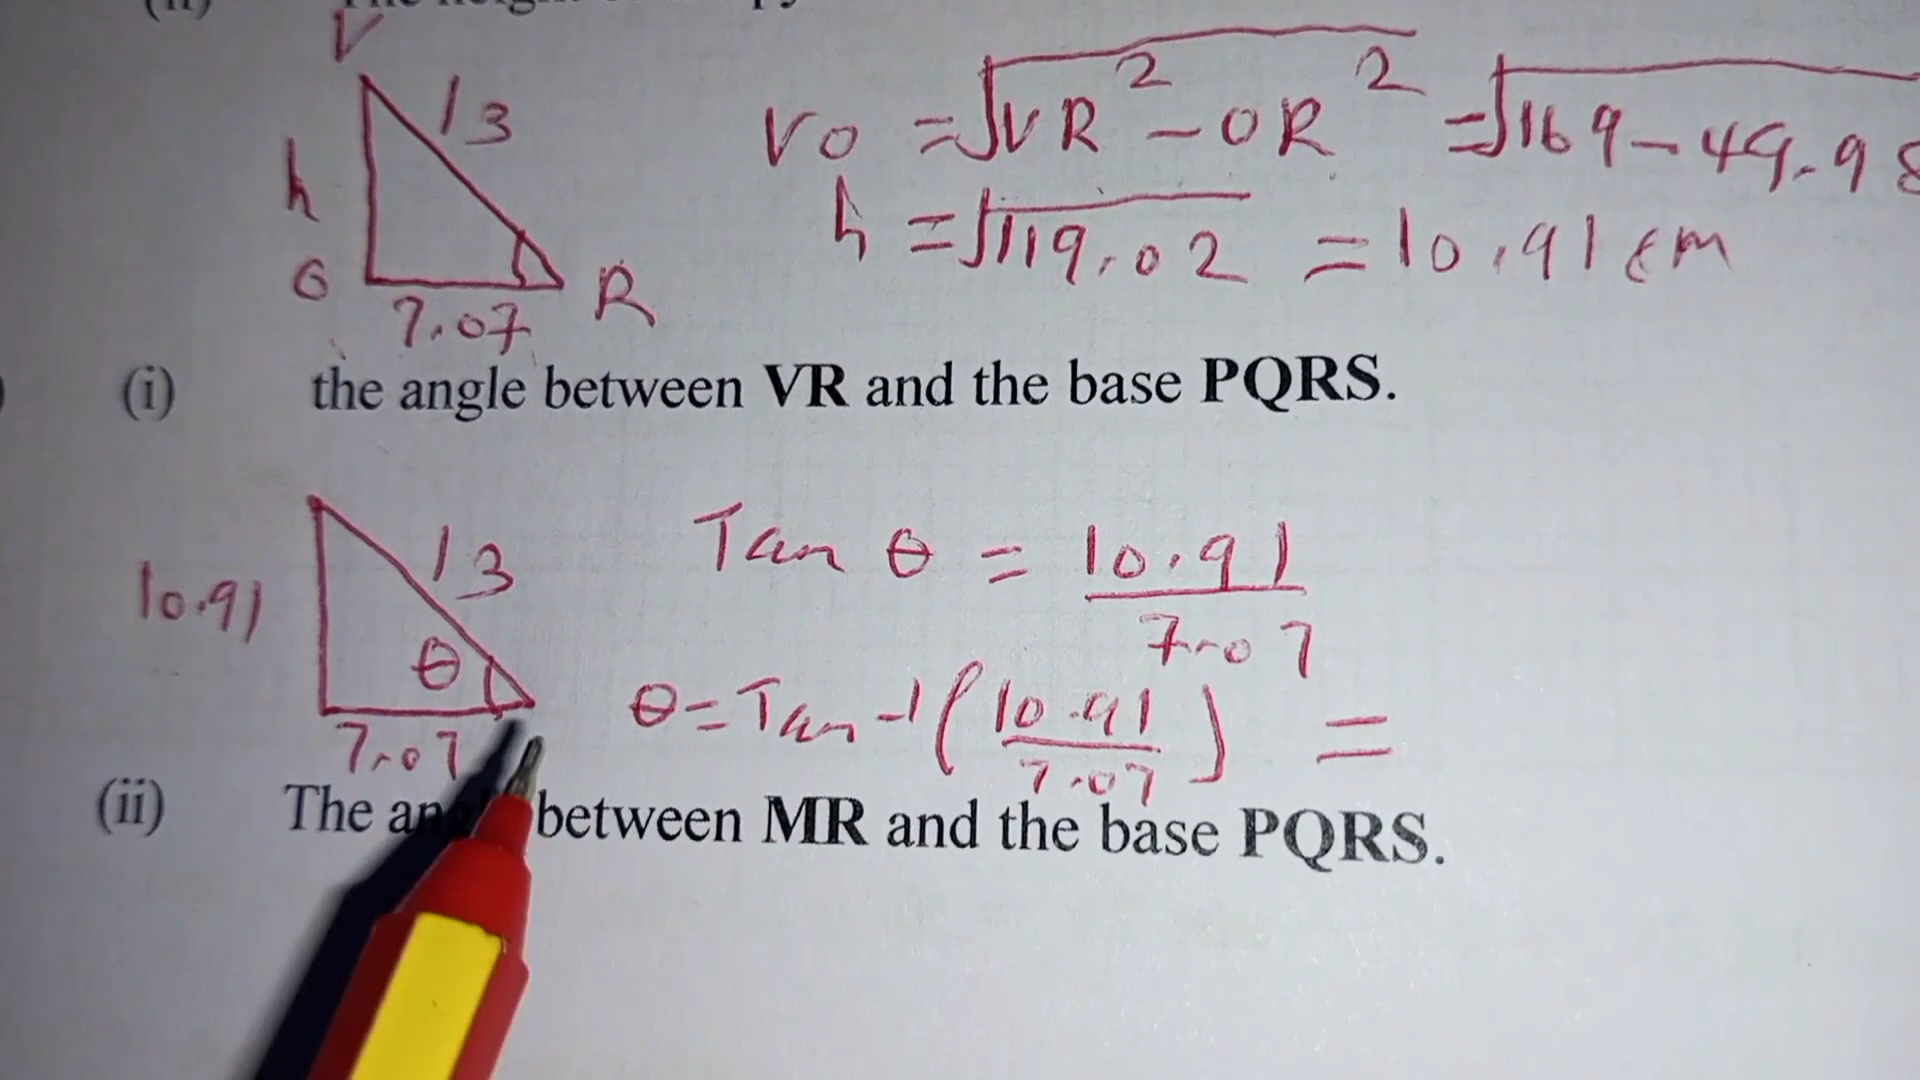 V
13
h
O
7.07
R
VO = √VR² - OR² = √169 - 49.98
h = √119.02 = 10.91 cm
(i) the angle between VR and the base PQRS.
10.91
13
θ
7.07
Tan θ = 10.91 / 7.07
θ = Tan -1 (10.91 / 7.07) =
(ii) The between MR and the base PQRS.